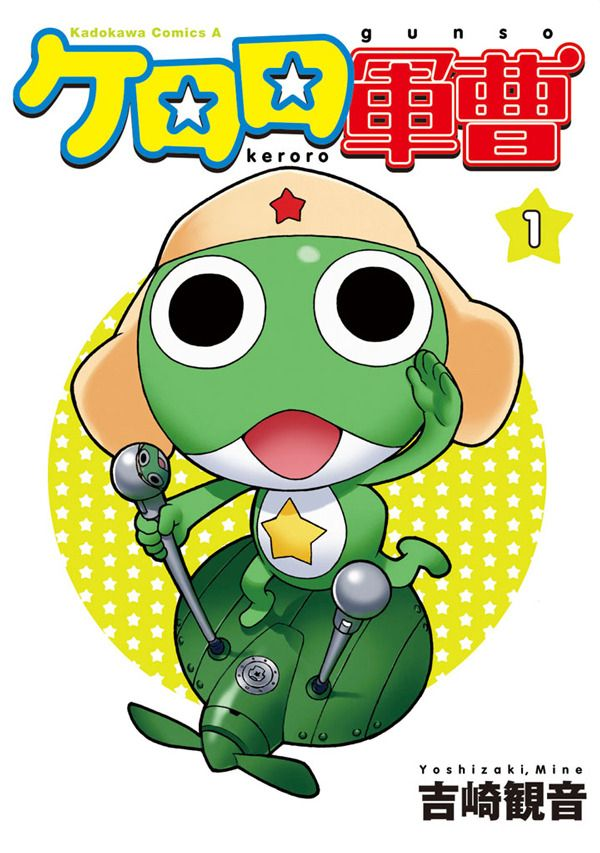 Kadokawa Comics A
gunso
ケロロ軍曹
keroro
1
Yoshizaki, Mine
吉崎観音